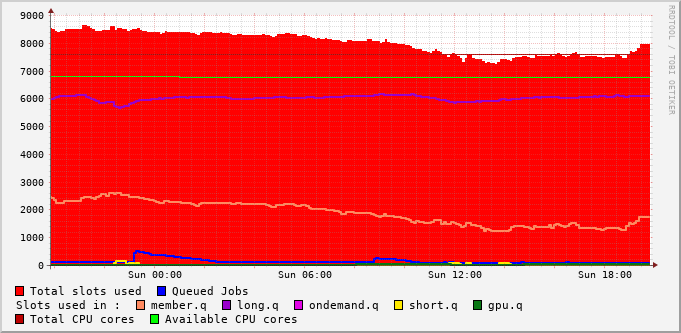 9000
8000
7000
6000
5000
4000
3000
2000
1000
0
Sun 00:00 Sun 06:00 Sun 12:00 Sun 18:00
Total slots used Queued Jobs
Slots used in : member.q long.q ondemand.q short.q gpu.q
Total CPU cores Available CPU cores
RRDTOOL / TOBI OETIKER